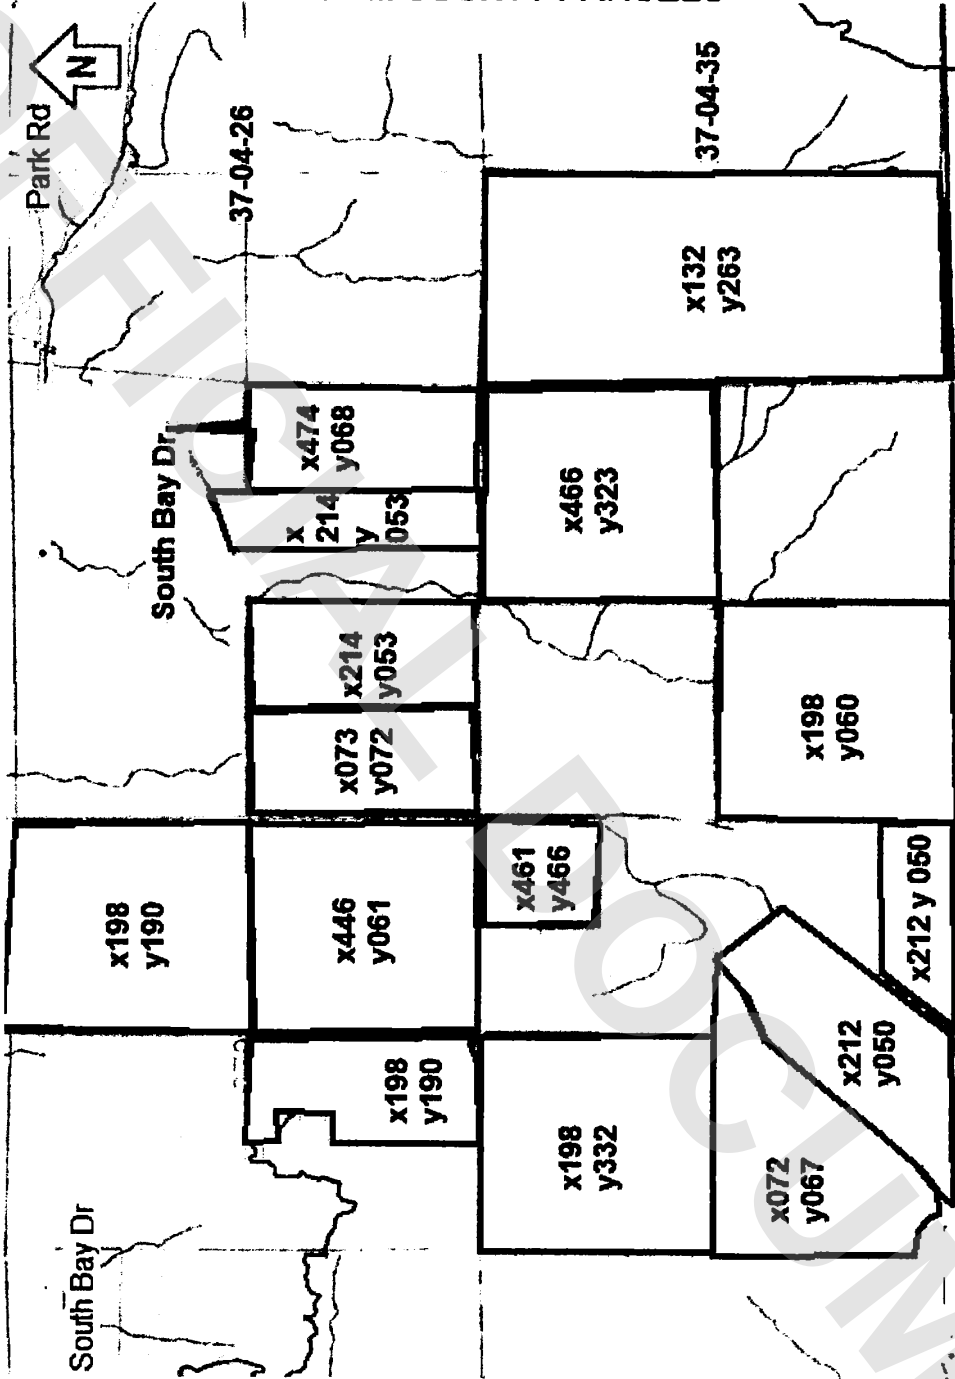 Park Rd
N
South Bay Dr
x198
y190
South Bay Dr
37-04-26
x446
y061
x073
y072
x214
y053
x
214
y
053
x474
y068
x198
y190
x461
y466
x198
y332
x466
y323
x132
y263
37-04-35
x072
y067
x212
y050
x212 y 050
x198
y060
FICIAL DOCUM